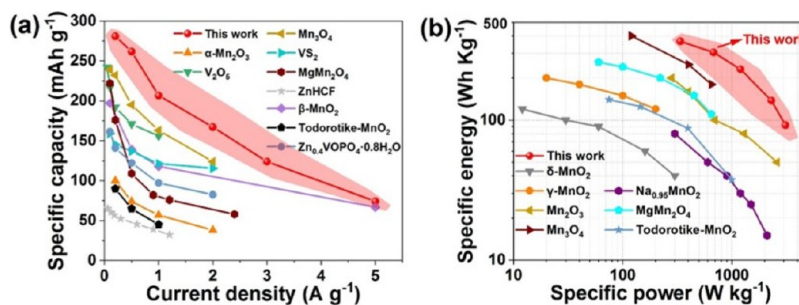 (a)
Specific capacity (mAh g⁻¹)
300
250
200
150
100
50
0
0
1
2
3
4
5
Current density (A g⁻¹)
This work
α-Mn₂O₃
V₂O₅
ZnHCF
Mn₃O₄
VS₂
MgMn₂O₄
β-MnO₂
Todorotike-MnO₂
Zn₀.₄VOPO₄·0.8H₂O
(b)
Specific energy (Wh Kg⁻¹)
500
100
10
10
100
1000
Specific power (W kg⁻¹)
This work
This work
δ-MnO₂
γ-MnO₂
Mn₂O₃
Mn₃O₄
Na₀.₉₅MnO₂
MgMn₂O₄
Todorotike-MnO₂